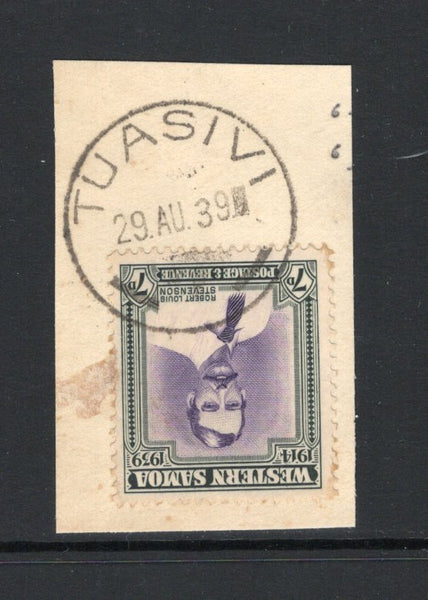 TUASIVI
29.AU.39
7D POSTAGE & REVENUE 7D
ROBERT LOUIS
STEVENSON
1914 WESTERN SAMOA 1939